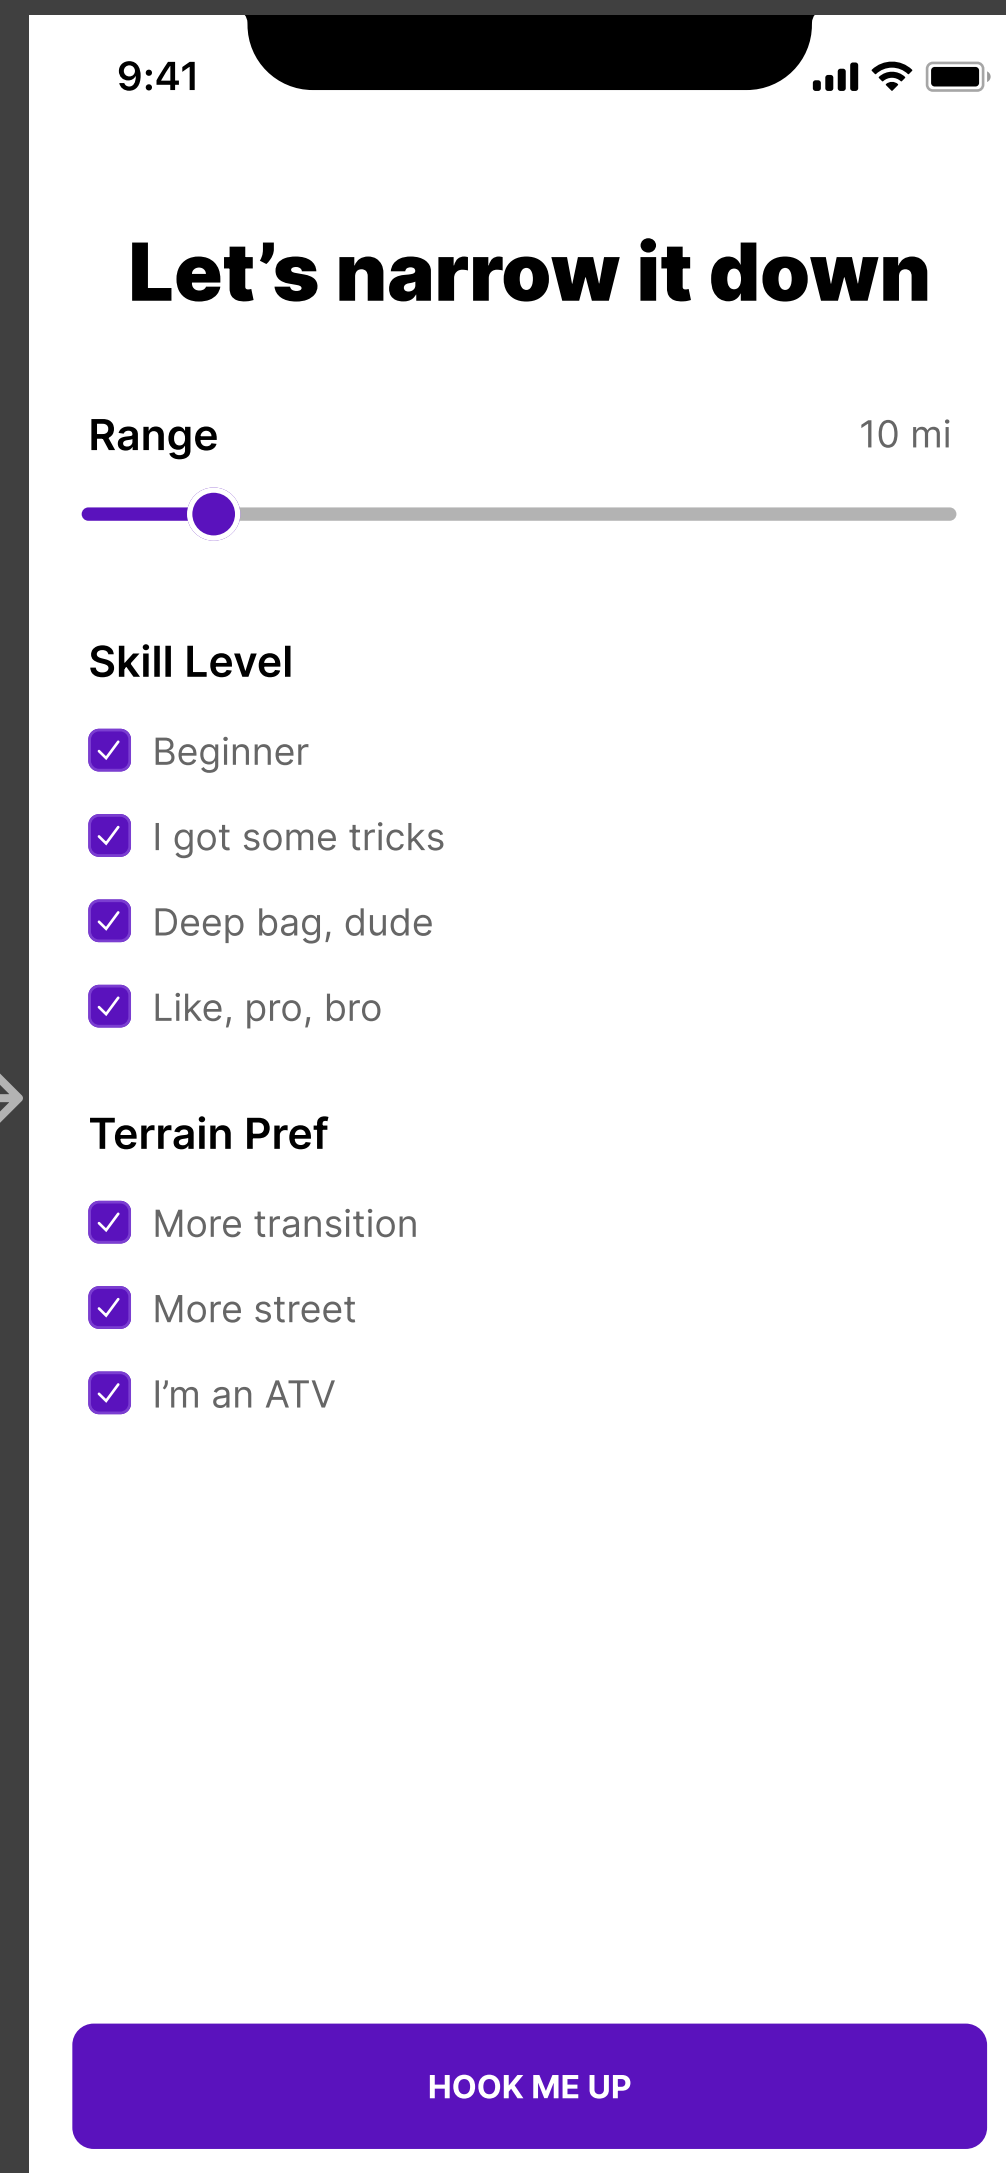 9:41
Let’s narrow it down
Range
10 mi
Skill Level
Beginner
I got some tricks
Deep bag, dude
Like, pro, bro
Terrain Pref
More transition
More street
I’m an ATV
HOOK ME UP